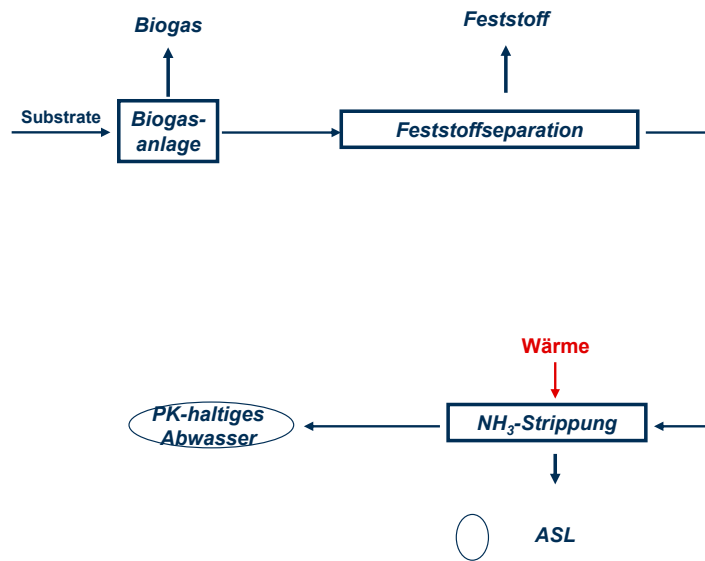 Biogas
Feststoff
Substrate
Biogas-
anlage
Feststoffseparation
Wärme
PK-haltiges
Abwasser
NH₃-Strippung
ASL